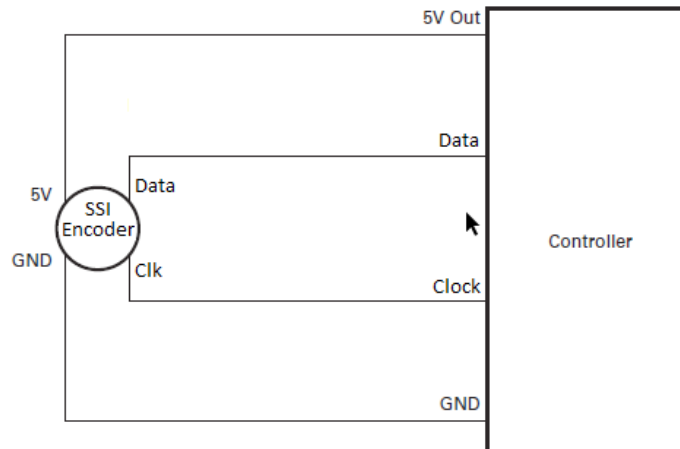 5V Out
Data
Data
5V
SSI
Encoder
GND
Clk
Controller
Clock
GND